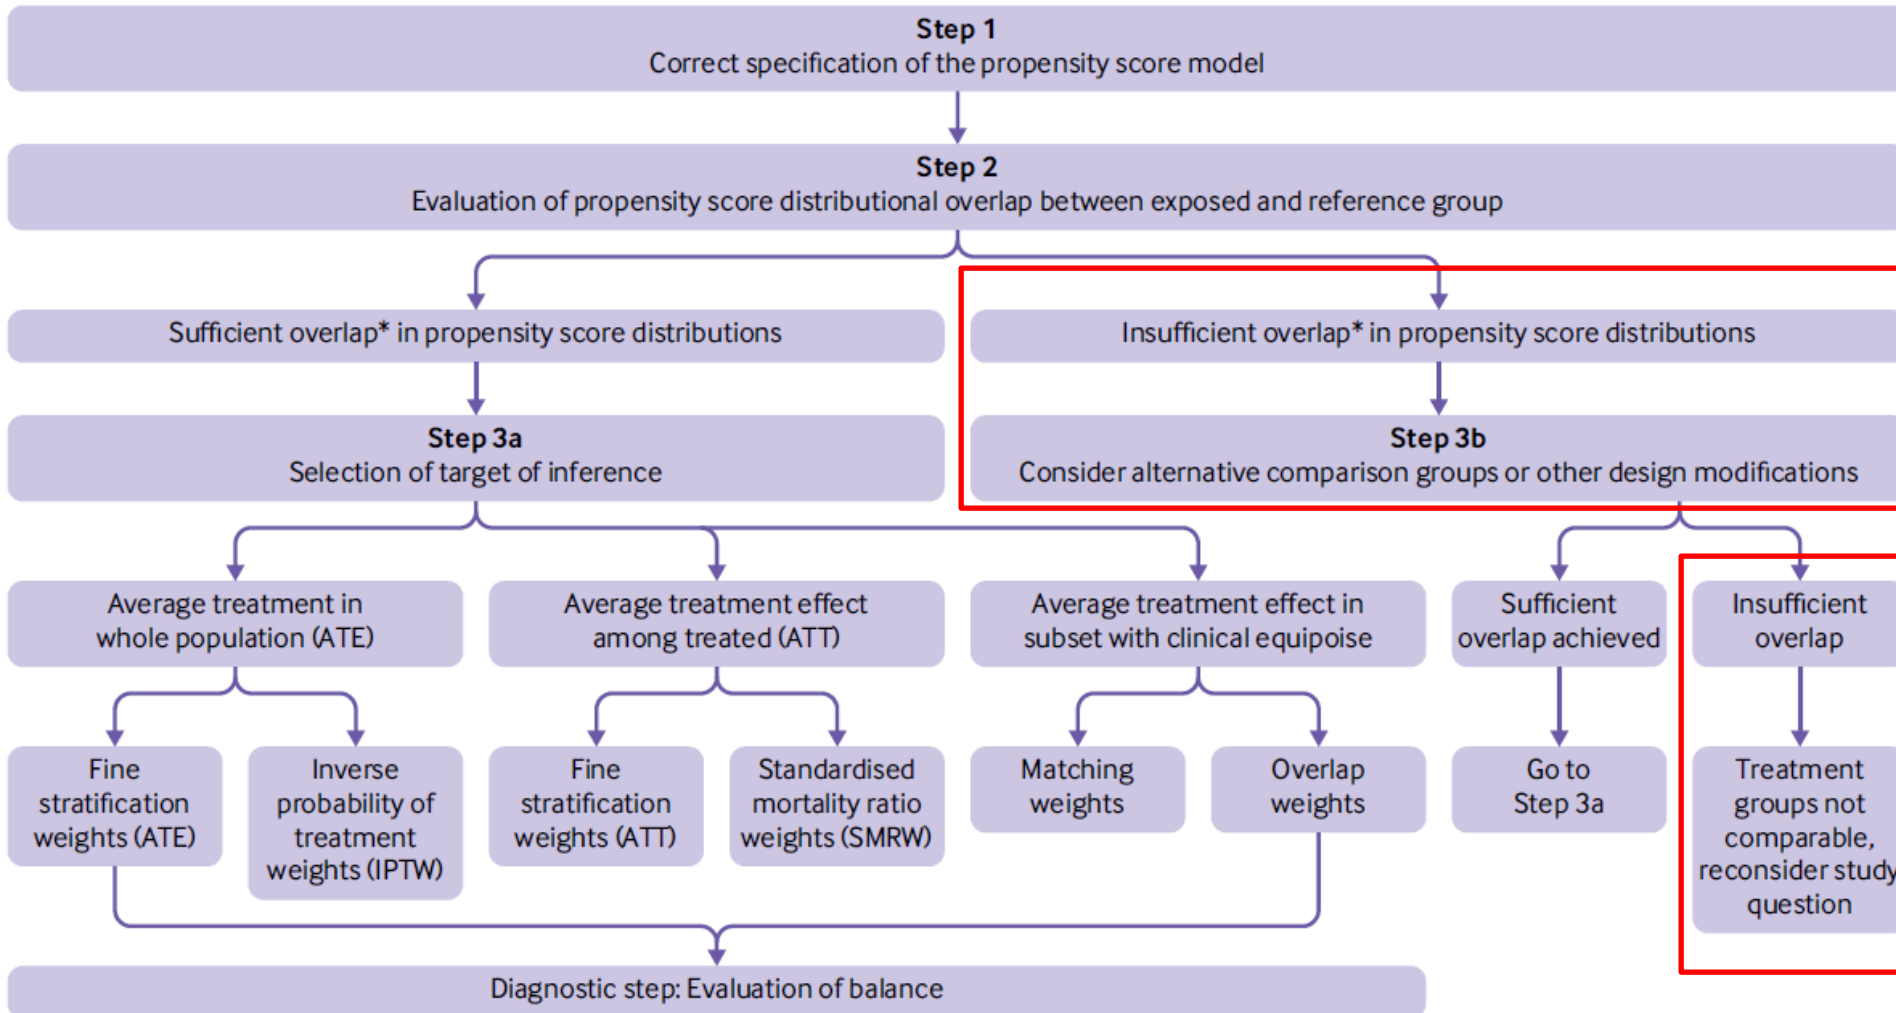 Step 1
Correct specification of the propensity score model
Step 2
Evaluation of propensity score distributional overlap between exposed and reference group
Sufficient overlap* in propensity score distributions
Insufficient overlap* in propensity score distributions
Step 3a
Selection of target of inference
Step 3b
Consider alternative comparison groups or other design modifications
Average treatment in
whole population (ATE)
Average treatment effect
among treated (ATT)
Average treatment effect in
subset with clinical equipoise
Sufficient
overlap achieved
Insufficient
overlap
Fine
stratification
weights (ATE)
Inverse
probability of
treatment
weights (IPTW)
Fine
stratification
weights (ATT)
Standardised
mortality ratio
weights (SMRW)
Matching
weights
Overlap
weights
Go to
Step 3a
Treatment
groups not
comparable,
reconsider study
question
Diagnostic step: Evaluation of balance